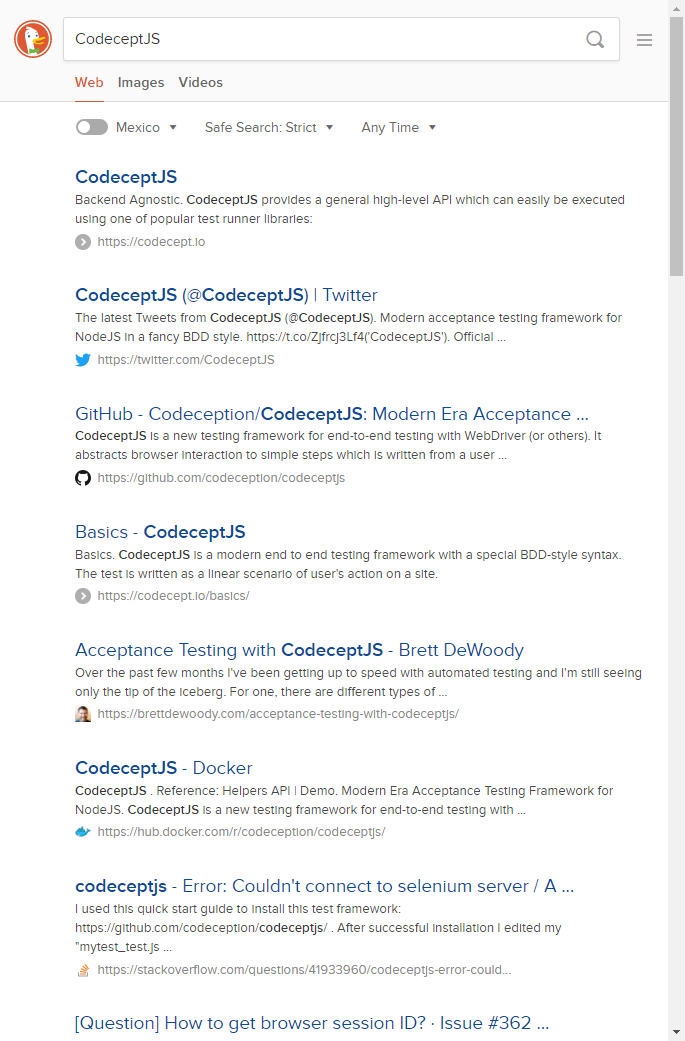 CodeceptJS
Web Images Videos
Mexico Safe Search: Strict Any Time
CodeceptJS
Backend Agnostic. CodeceptJS provides a general high-level API which can easily be executed
using one of popular test runner libraries:
https://codecept.io
CodeceptJS (@CodeceptJS) | Twitter
The latest Tweets from CodeceptJS (@CodeceptJS). Modern acceptance testing framework for
NodeJS in a fancy BDD style. https://t.co/Zjfrcj3Lf4('CodeceptJS'). Official ...
https://twitter.com/CodeceptJS
GitHub - Codeception/CodeceptJS: Modern Era Acceptance ...
CodeceptJS is a new testing framework for end-to-end testing with WebDriver (or others). It
abstracts browser interaction to simple steps which is written from a user ...
https://github.com/codeception/codeceptjs
Basics - CodeceptJS
Basics. CodeceptJS is a modern end to end testing framework with a special BDD-style syntax.
The test is written as a linear scenario of user's action on a site.
https://codecept.io/basics/
Acceptance Testing with CodeceptJS - Brett DeWoody
Over the past few months I've been getting up to speed with automated testing and I'm still seeing
only the tip of the iceberg. For one, there are different types of ...
https://brettdewoody.com/acceptance-testing-with-codeceptjs/
CodeceptJS - Docker
CodeceptJS . Reference: Helpers API | Demo. Modern Era Acceptance Testing Framework for
NodeJS. CodeceptJS is a new testing framework for end-to-end testing with ...
https://hub.docker.com/r/codeception/codeceptjs/
codeceptjs - Error: Couldn't connect to selenium server / A ...
I used this quick start guide to install this test framework:
https://github.com/codeception/codeceptjs/ . After successful installation I edited my
"mytest_test.js ...
https://stackoverflow.com/questions/41933960/codeceptjs-error-could...
[Question] How to get browser session ID? · Issue #362 ...